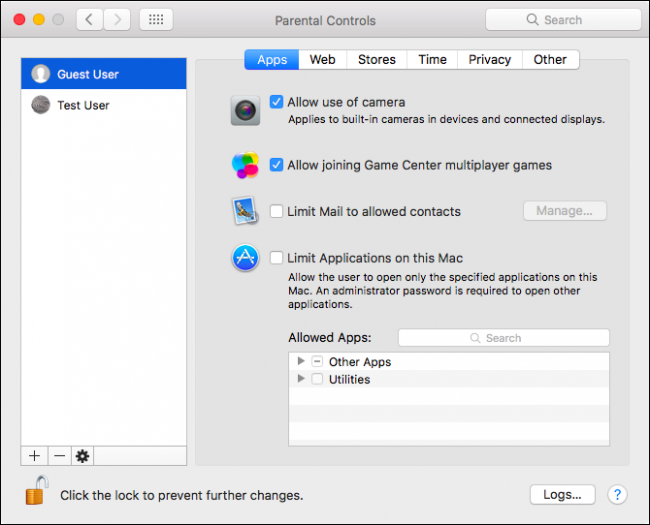 Parental Controls
Search
Guest User
Test User
Apps Web Stores Time Privacy Other
Allow use of camera
Applies to built-in cameras in devices and connected displays.
Allow joining Game Center multiplayer games
Limit Mail to allowed contacts
Manage...
Limit Applications on this Mac
Allow the user to open only the specified applications on this
Mac. An administrator password is required to open other
applications.
Allowed Apps:
Search
Other Apps
Utilities
Click the lock to prevent further changes.
Logs...
?